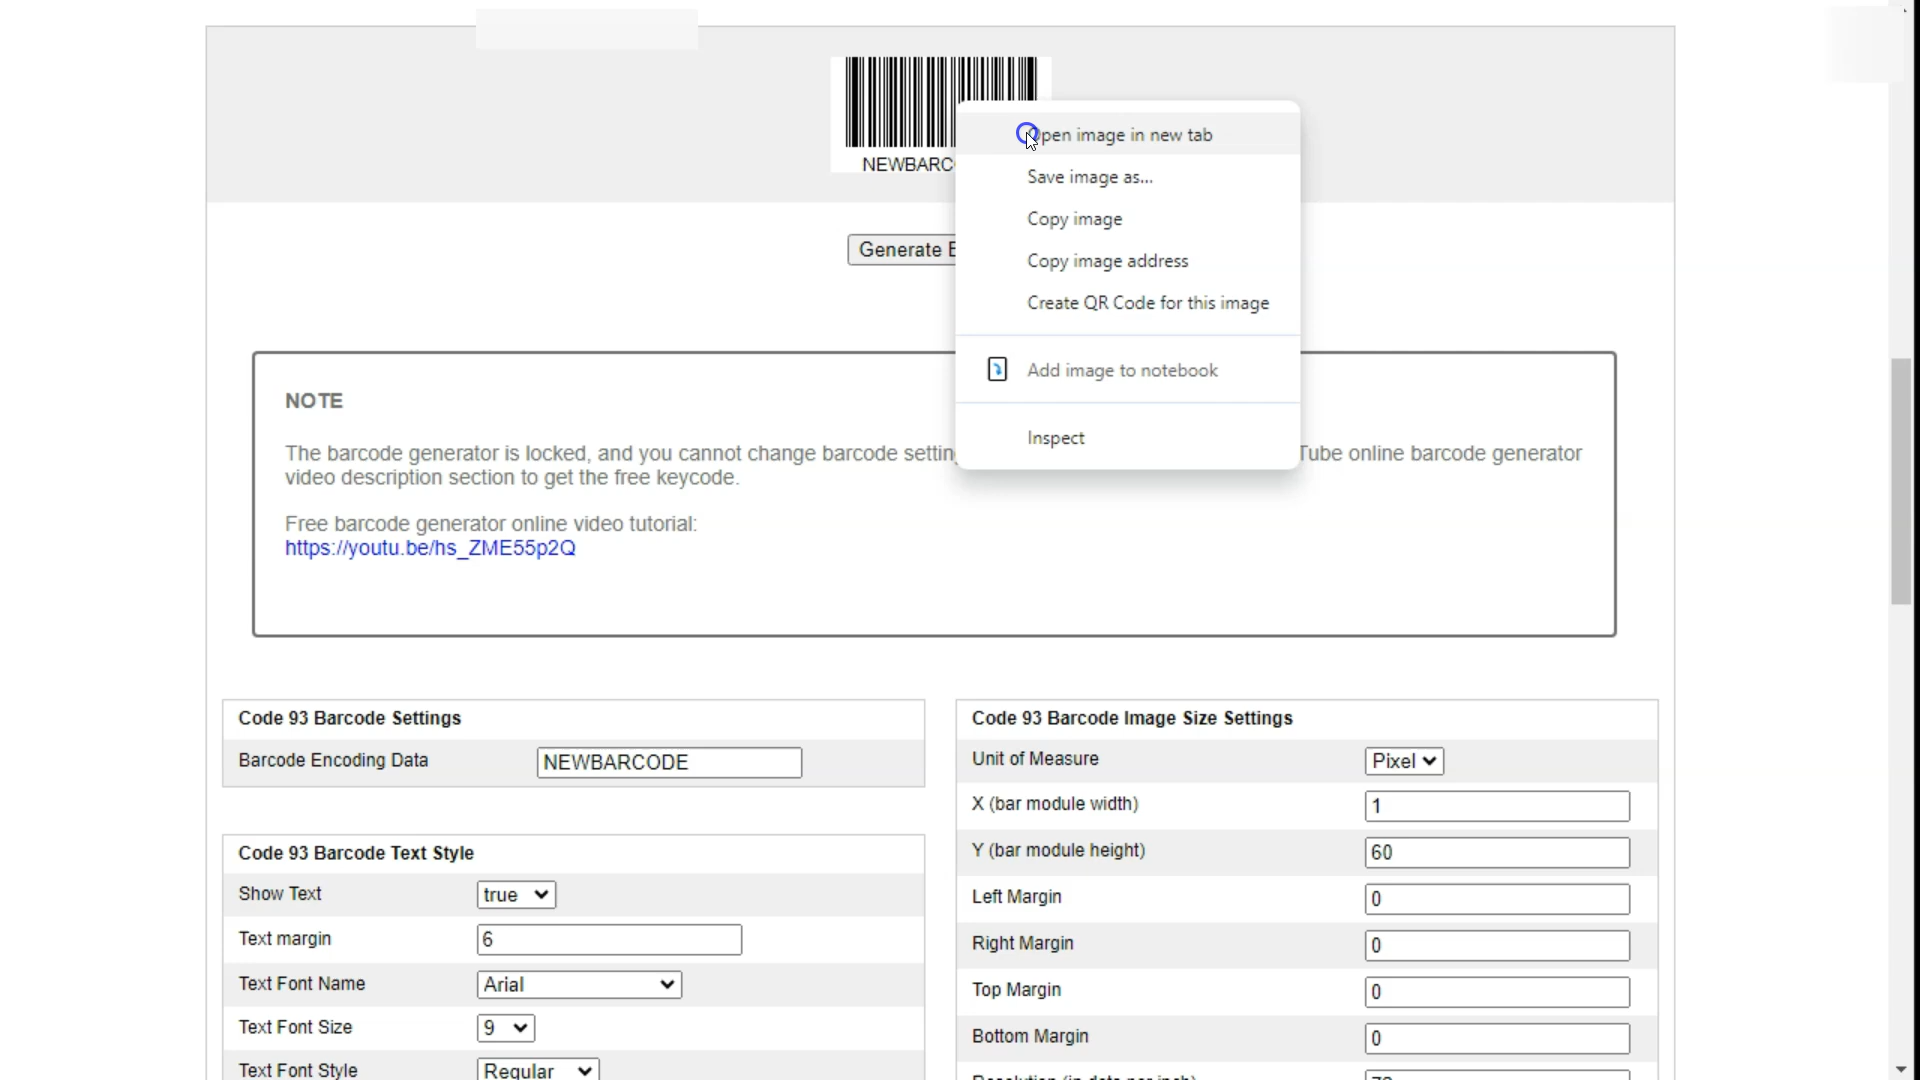 NEWBARC
Open image in new tab
Save image as...
Copy image
Copy image address
Create QR Code for this image
Add image to notebook
Inspect
Generate
NOTE
The barcode generator is locked, and you cannot change barcode Tube online barcode generator
video description section to get the free keycode.
Free barcode generator online video tutorial:
https://youtu.be/hs_ZME55p2Q
Code 93 Barcode Settings
Barcode Encoding Data NEWBARCODE
Code 93 Barcode Text Style
Show Text true
Text margin 6
Text Font Name Arial
Text Font Size 9
Text Font Style Regular
Code 93 Barcode Image Size Settings
Unit of Measure Pixel
X (bar module width) 1
Y (bar module height) 60
Left Margin 0
Right Margin 0
Top Margin 0
Bottom Margin 0